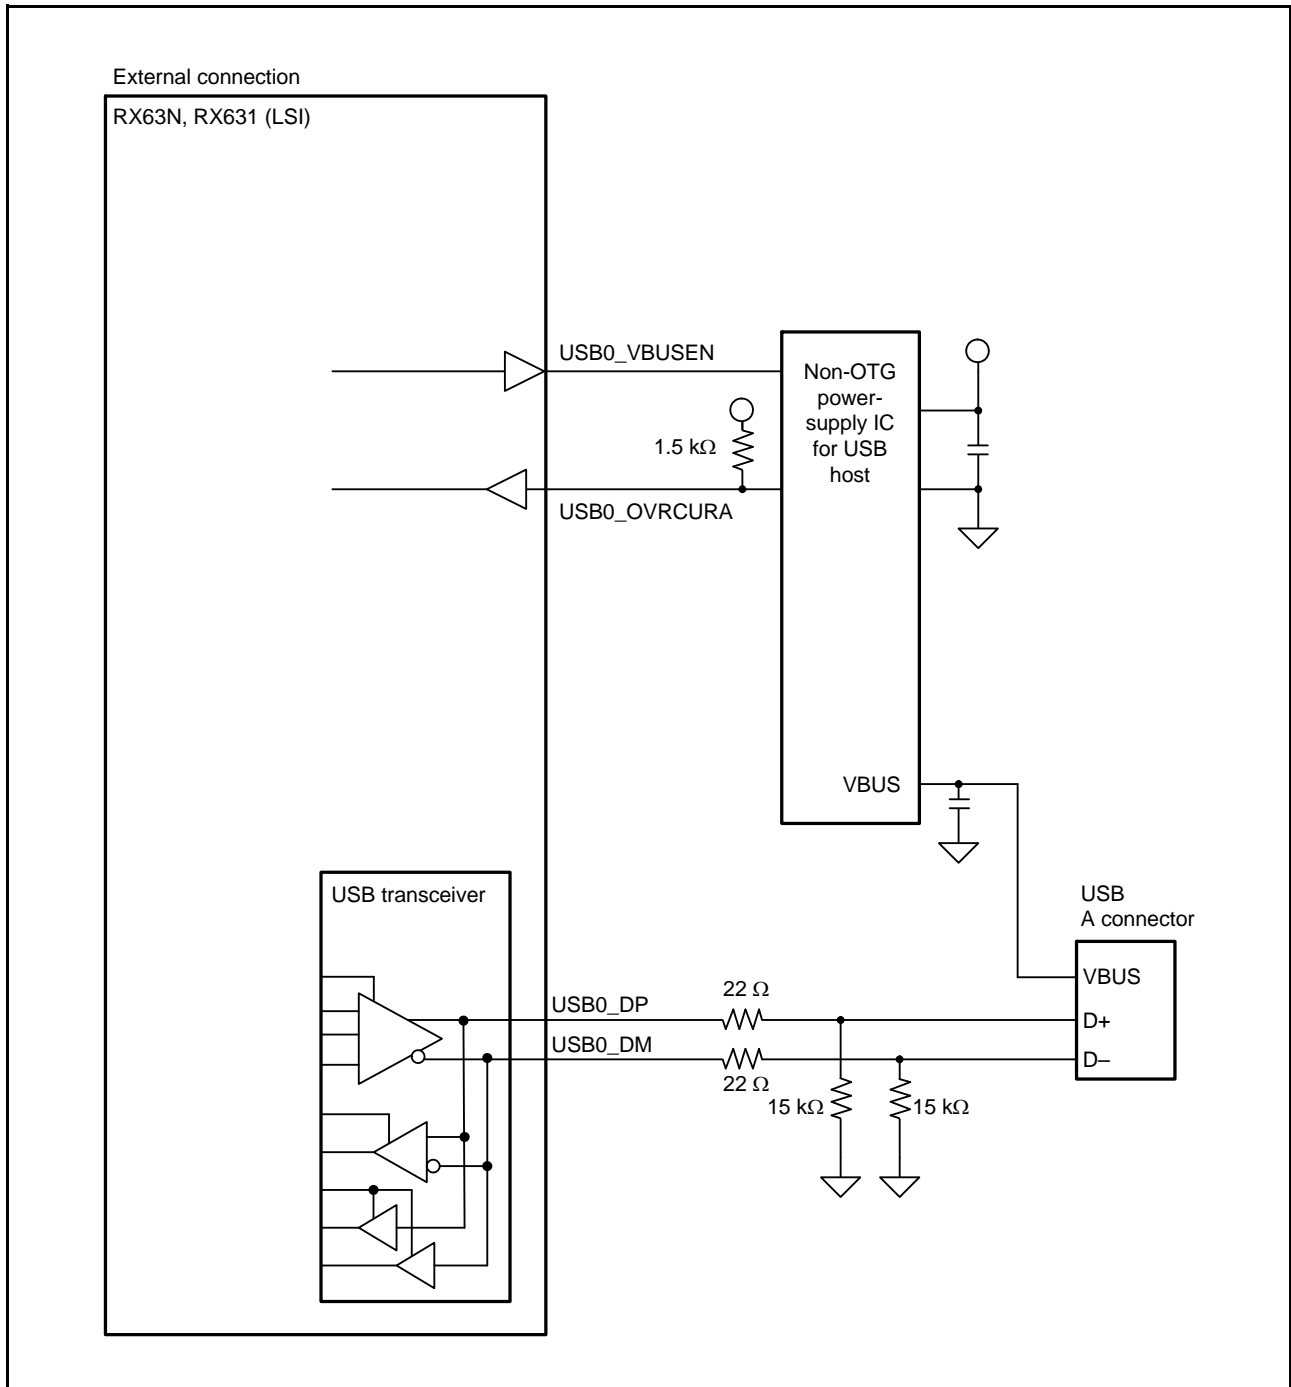 External connection
RX63N, RX631 (LSI)
USB0_VBUSEN
Non-OTG
power-
supply IC
for USB
host
1.5 kΩ
USB0_OVRCURA
VBUS
USB transceiver
USB
A connector
VBUS
USB0_DP
22 Ω
D+
USB0_DM
D–
22 Ω
15 kΩ
15 kΩ